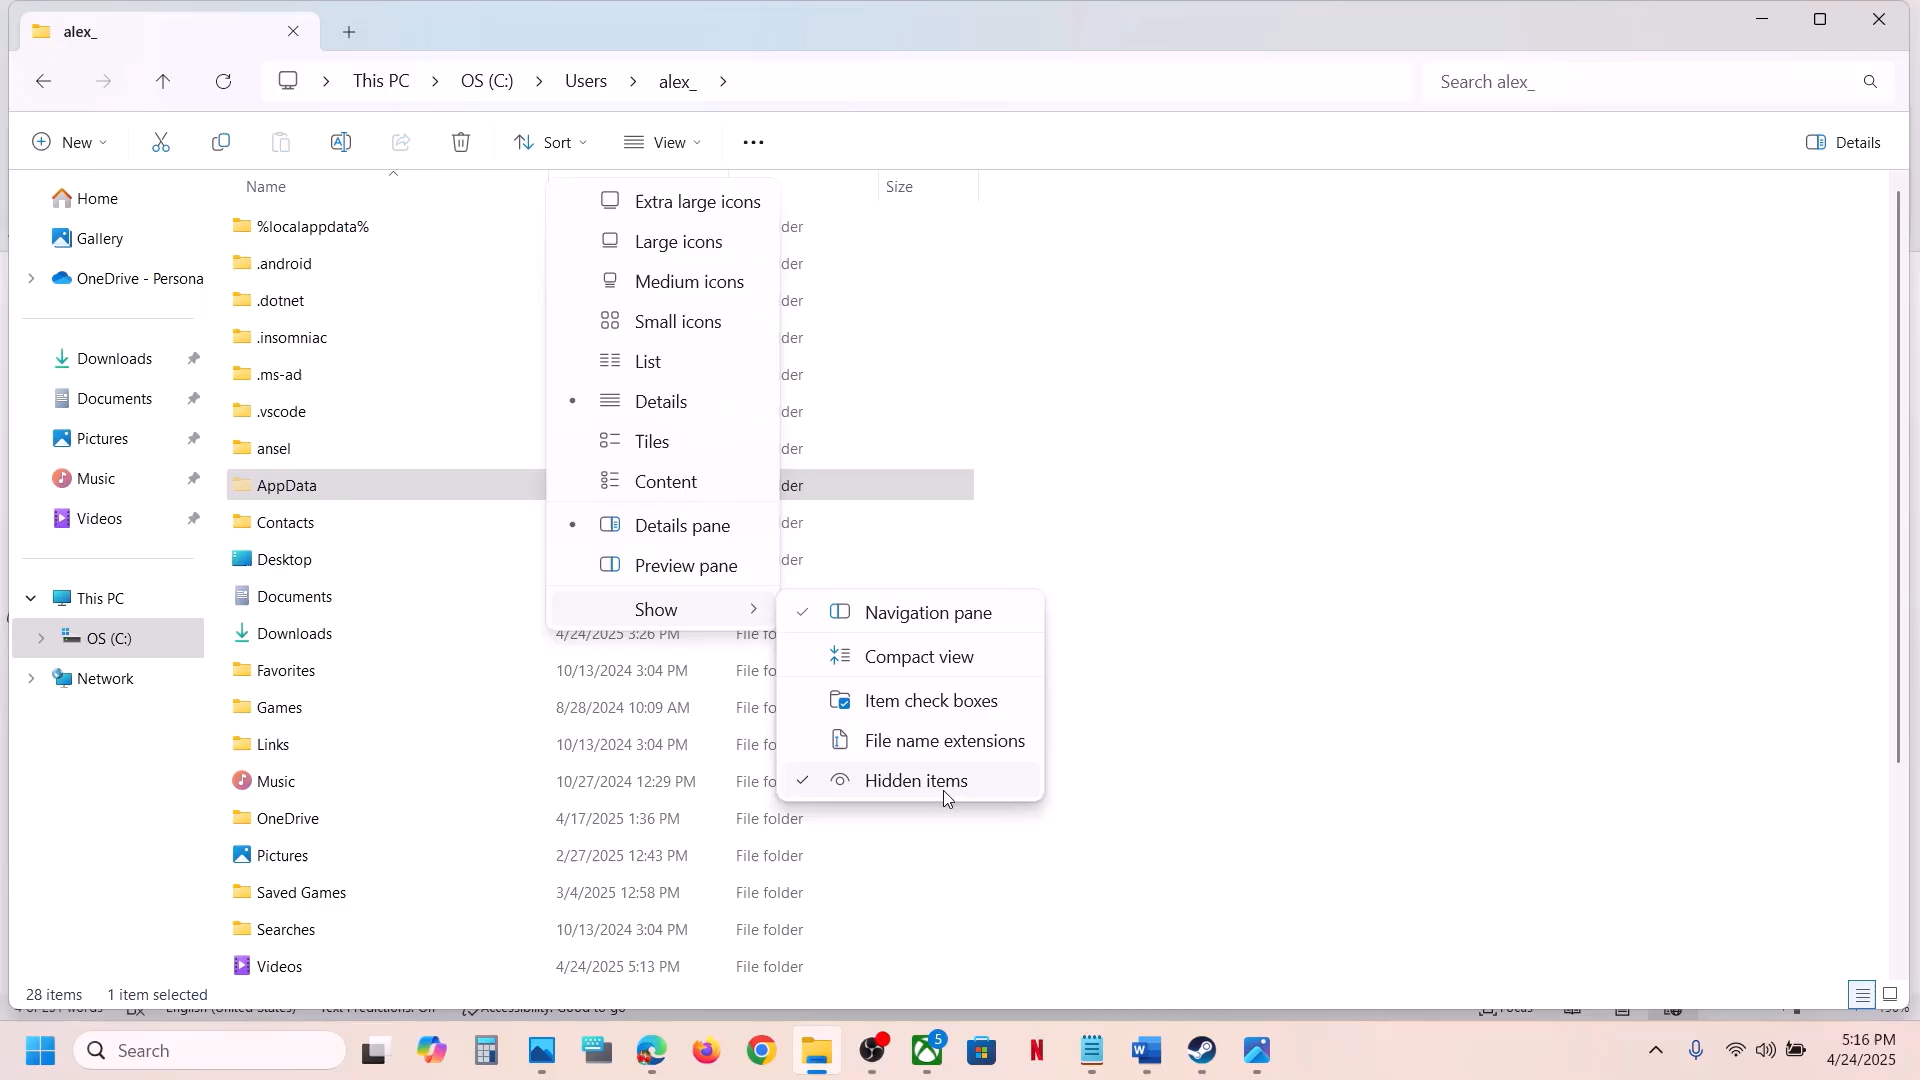 alex_
This PC
OS (C:)
Users
alex_
Search alex_
New
Sort
View
Details
Name
Size
Home
Gallery
OneDrive - Persona
Downloads
Documents
Pictures
Music
Videos
This PC
OS (C:)
Network
%localappdata%
der
.android
der
.dotnet
der
.insomniac
der
.ms-ad
der
.vscode
der
ansel
der
AppData
der
Contacts
der
Desktop
der
Documents
Downloads
4/24/2025 3:26 PM
File fo
Favorites
10/13/2024 3:04 PM
File fo
Games
8/28/2024 10:09 AM
File fo
Links
10/13/2024 3:04 PM
File fo
Music
10/27/2024 12:29 PM
File fo
OneDrive
4/17/2025 1:36 PM
File folder
Pictures
2/27/2025 12:43 PM
File folder
Saved Games
3/4/2025 12:58 PM
File folder
Searches
10/13/2024 3:04 PM
File folder
Videos
4/24/2025 5:13 PM
File folder
Extra large icons
Large icons
Medium icons
Small icons
List
Details
Tiles
Content
Details pane
Preview pane
Show
Navigation pane
Compact view
Item check boxes
File name extensions
Hidden items
28 items
1 item selected
Search
5
5:16 PM
4/24/2025